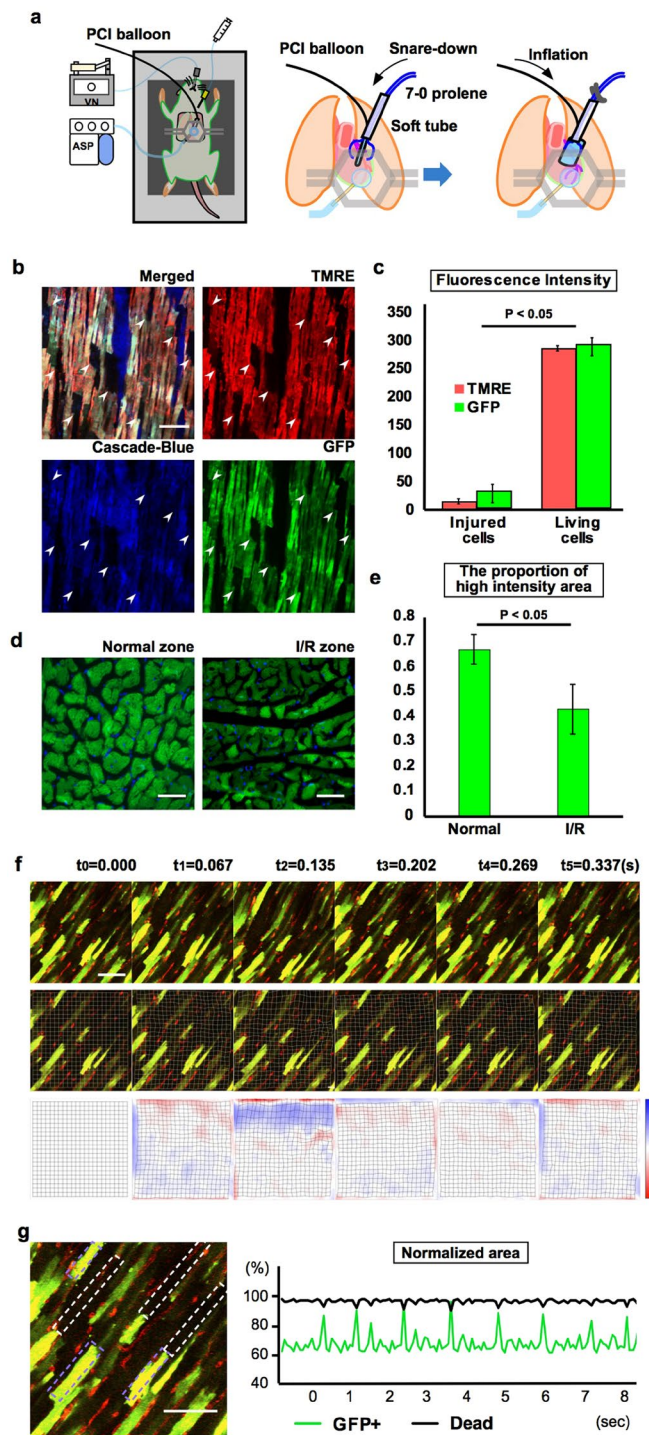 a
PCI balloon
VN
ASP
PCI balloon
Snare-down
7-0 prolene
Soft tube
Inflation
b
Merged
TMRE
Cascade-Blue
GFP
c
Fluorescence Intensity
P < 0.05
350
300
250
200
150
100
50
0
TMRE
GFP
Injured cells
Living cells
d
Normal zone
I/R zone
e
The proportion of
high intensity area
P < 0.05
0.8
0.7
0.6
0.5
0.4
0.3
0.2
0.1
0
Normal
I/R
f
t0=0.000
t1=0.067
t2=0.135
t3=0.202
t4=0.269
t5=0.337(s)
g
Normalized area
(%)
100
80
60
40
0 1 2 3 4 5 6 7 8
GFP+
Dead
(sec)